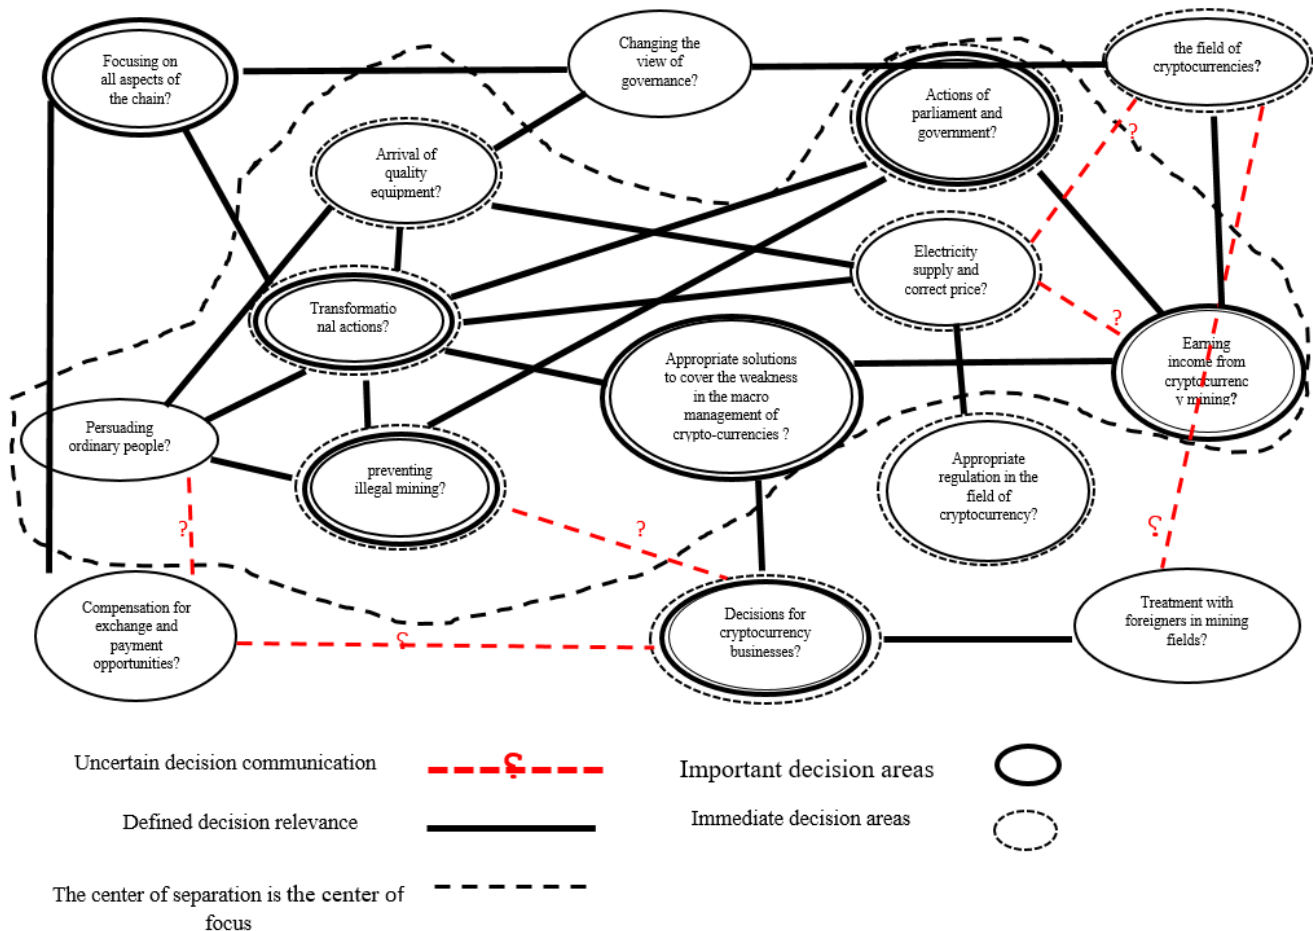 Focusing on
all aspects of
the chain?
Changing the
view of
governance?
the field of
cryptocurrencies?
Actions of
parliament and
government?
?
Arrival of
quality
equipment?
Electricity
supply and
correct price?
Transformatio
nal actions?
?
Appropriate solutions
to cover the weakness
in the macro
management of
crypto-currencies ?
Earning
income from
cryptocurrenc
y mining?
Persuading
ordinary people?
preventing
illegal mining?
Appropriate
regulation in the
field of
cryptocurrency?
?
?
؟
Compensation for
exchange and
payment
opportunities?
؟
Decisions for
cryptocurrency
businesses?
Treatment with
foreigners in mining
fields?
Uncertain decision communication
؟
Important decision areas
Defined decision relevance
Immediate decision areas
The center of separation is the center of
focus